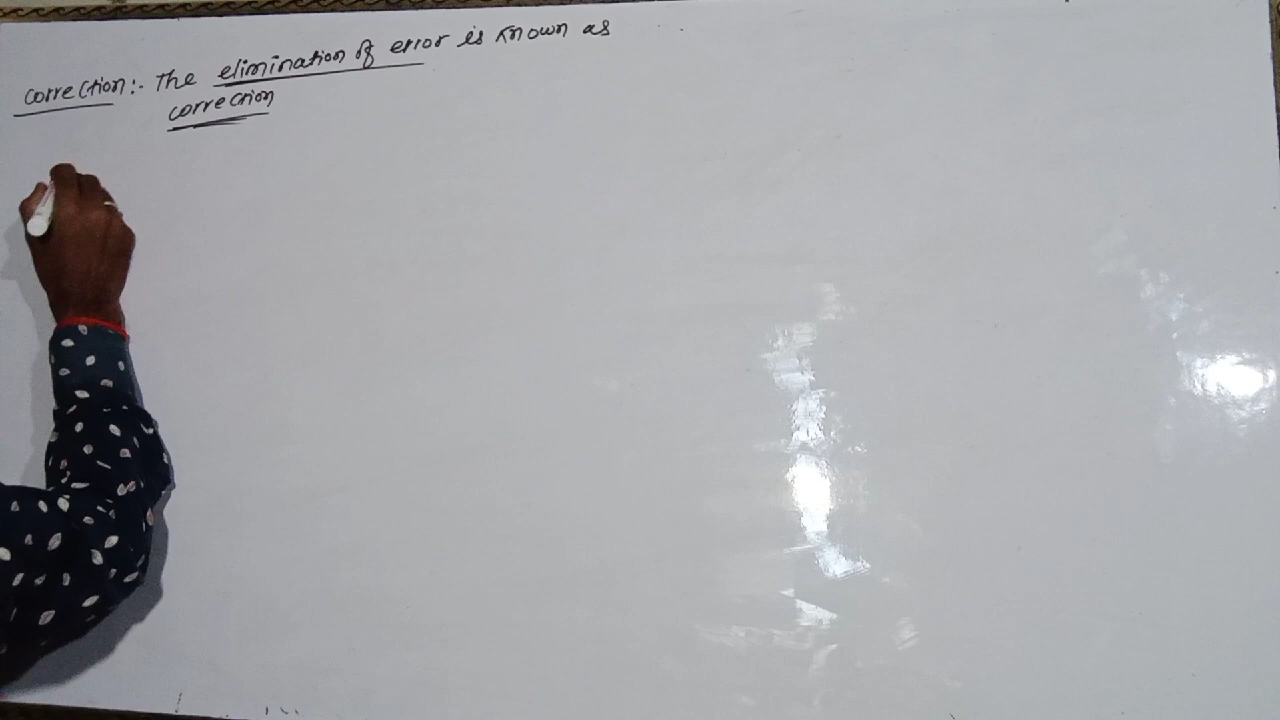 correction:- The elimination of error is known as
correction